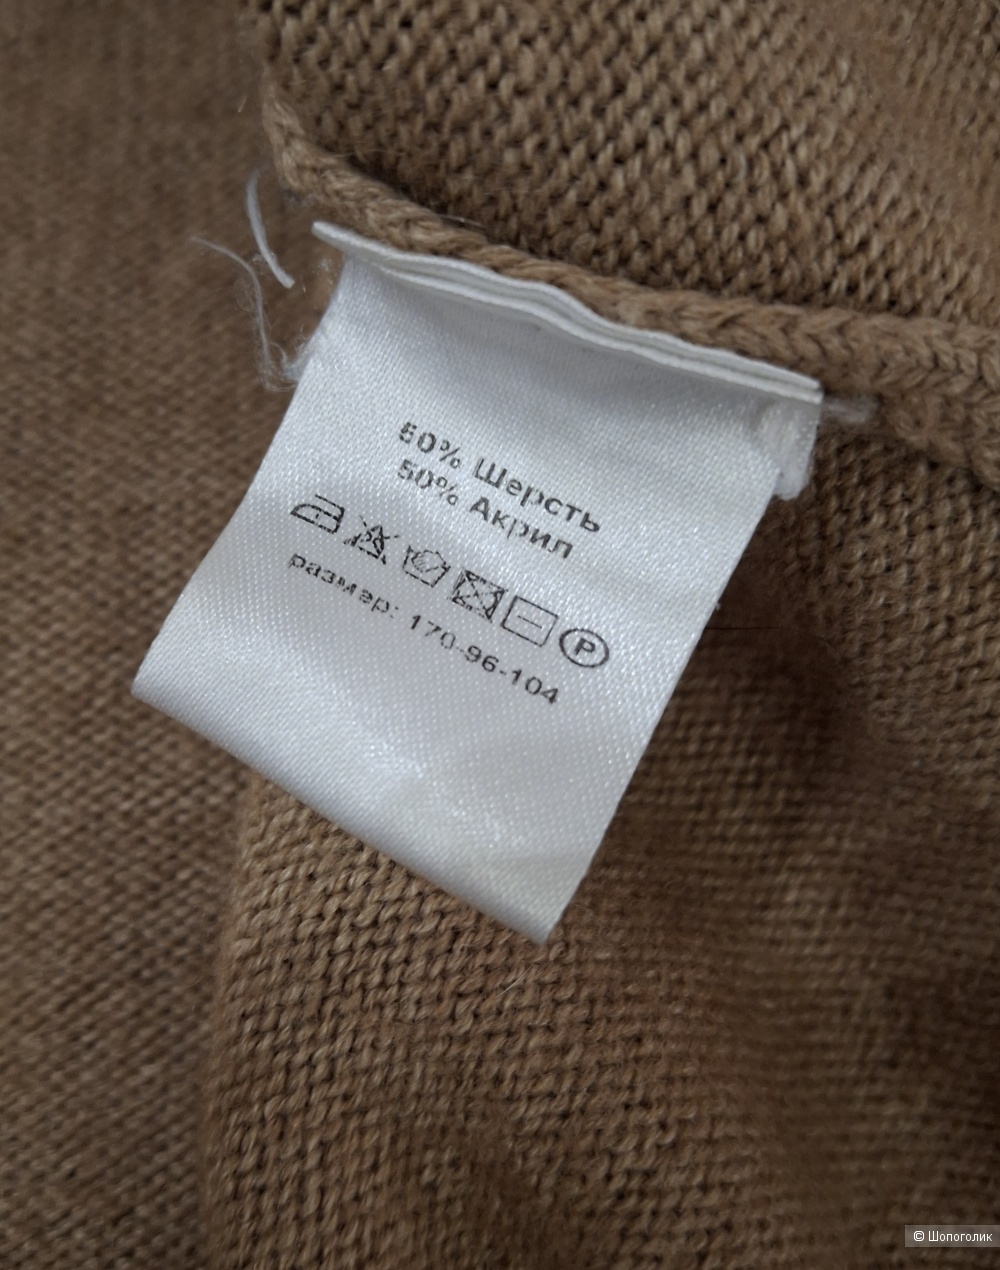 50% Шерсть
50% Акрил
P
размер: 170-96-104
© Шопоголик